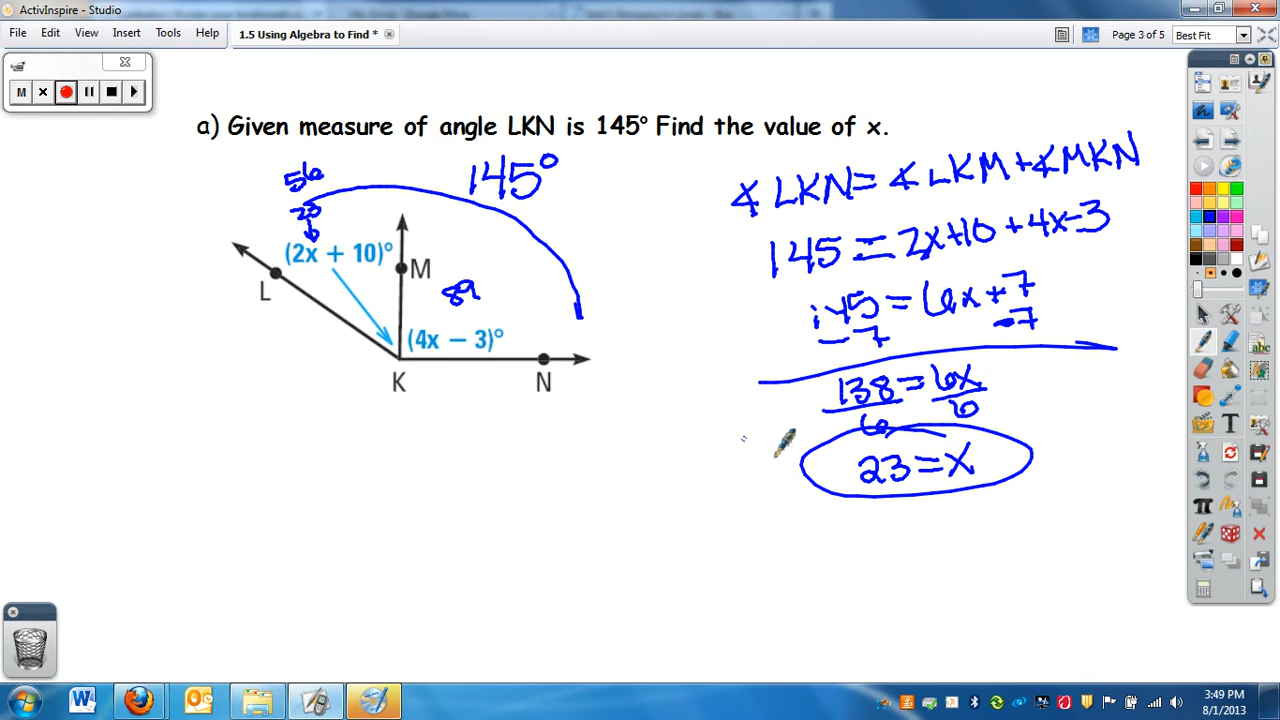 ActivInspire - Studio
File Edit View Insert Tools Help
1.5 Using Algebra to Find *
Page 3 of 5
Best Fit
M
a) Given measure of angle LKN is 145° Find the value of x.
56
145°
(2x + 10)°
L
M
89
(4x − 3)°
K
N
∡ LKN = ∡ LKM + ∡ MKN
145 = 2x+10 + 4x-3
145 = 6x + 7
-7 -7
138 = 6x
6 6
23 = x
abc
T
π
W
O
3:49 PM
8/1/2013